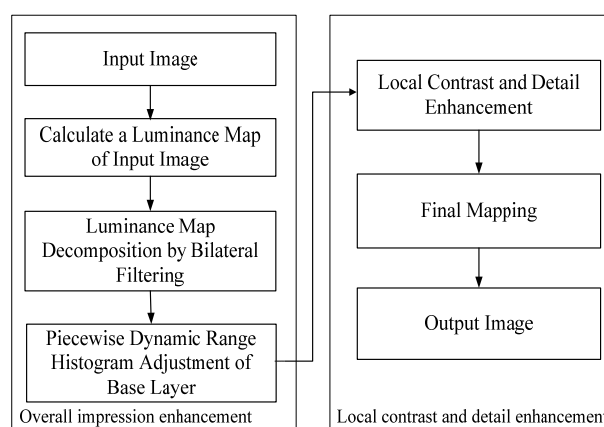 Input Image
Calculate a Luminance Map
of Input Image
Luminance Map
Decomposition by Bilateral
Filtering
Piecewise Dynamic Range
Histogram Adjustment of
Base Layer
Overall impression enhancement
Local Contrast and Detail
Enhancement
Final Mapping
Output Image
Local contrast and detail enhancement